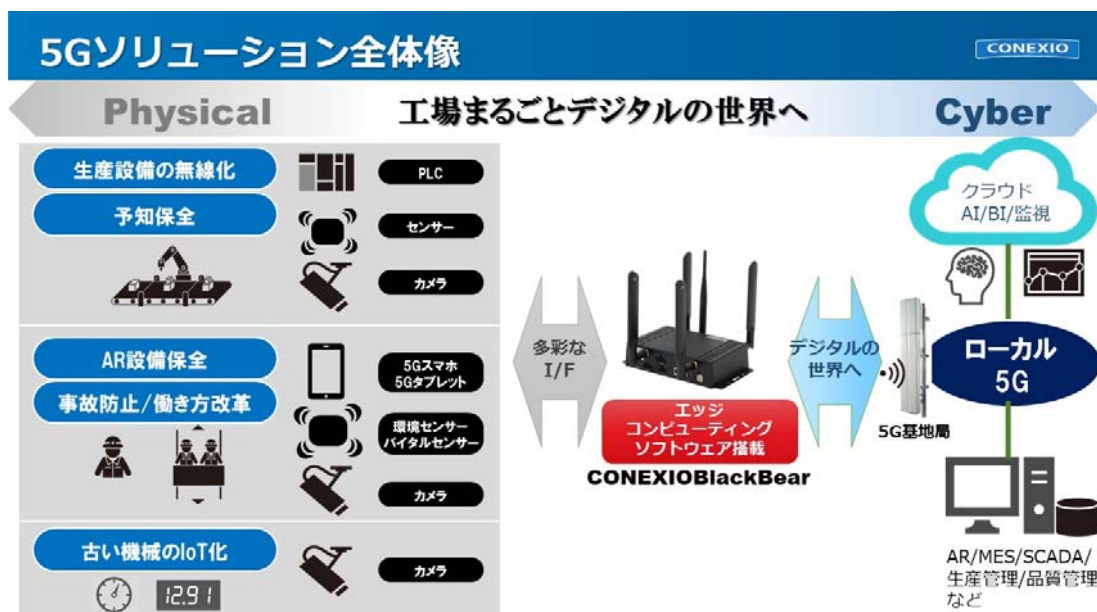 5Gソリューション全体像
CONEXIO
Physical
工場まるごとデジタルの世界へ
Cyber
生産設備の無線化
PLC
予知保全
センサー
カメラ
AR設備保全
5Gスマホ
5Gタブレット
事故防止/働き方改革
環境センサー
バイタルセンサー
カメラ
古い機械のIoT化
カメラ
12.91
多彩な
I/F
エッジ
コンピューティング
ソフトウェア搭載
CONEXIOBlackBear
デジタルの
世界へ
5G基地局
クラウド
AI/BI/監視
ローカル
5G
AR/MES/SCADA/
生産管理/品質管理
など